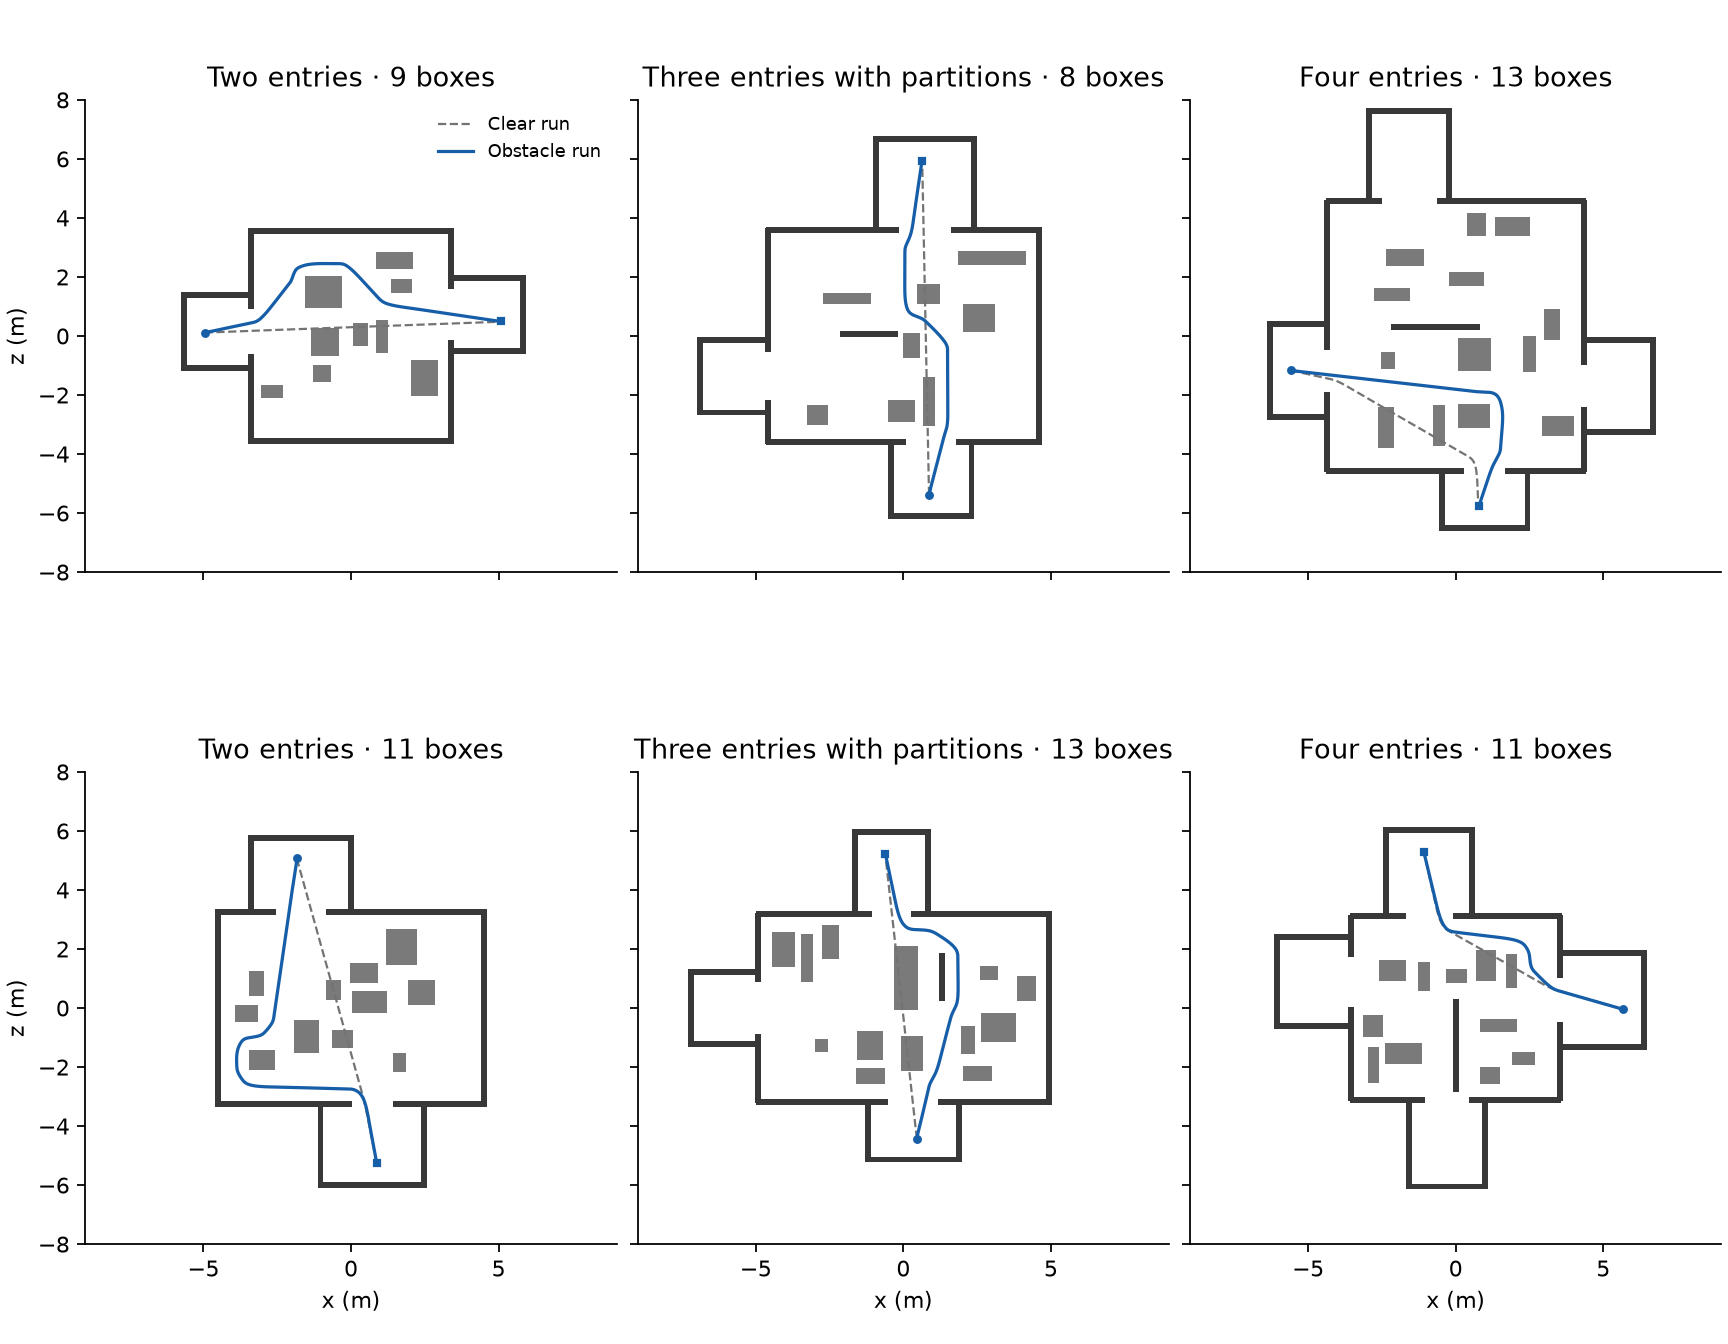 Two entries · 9 boxes
Three entries with partitions · 8 boxes
Four entries · 13 boxes
Clear run
Obstacle run
8
6
4
2
0
−2
−4
−6
−8
z (m)
Two entries · 11 boxes
Three entries with partitions · 13 boxes
Four entries · 11 boxes
8
6
4
2
0
−2
−4
−6
−8
z (m)
−5 0 5
−5 0 5
−5 0 5
x (m)
x (m)
x (m)